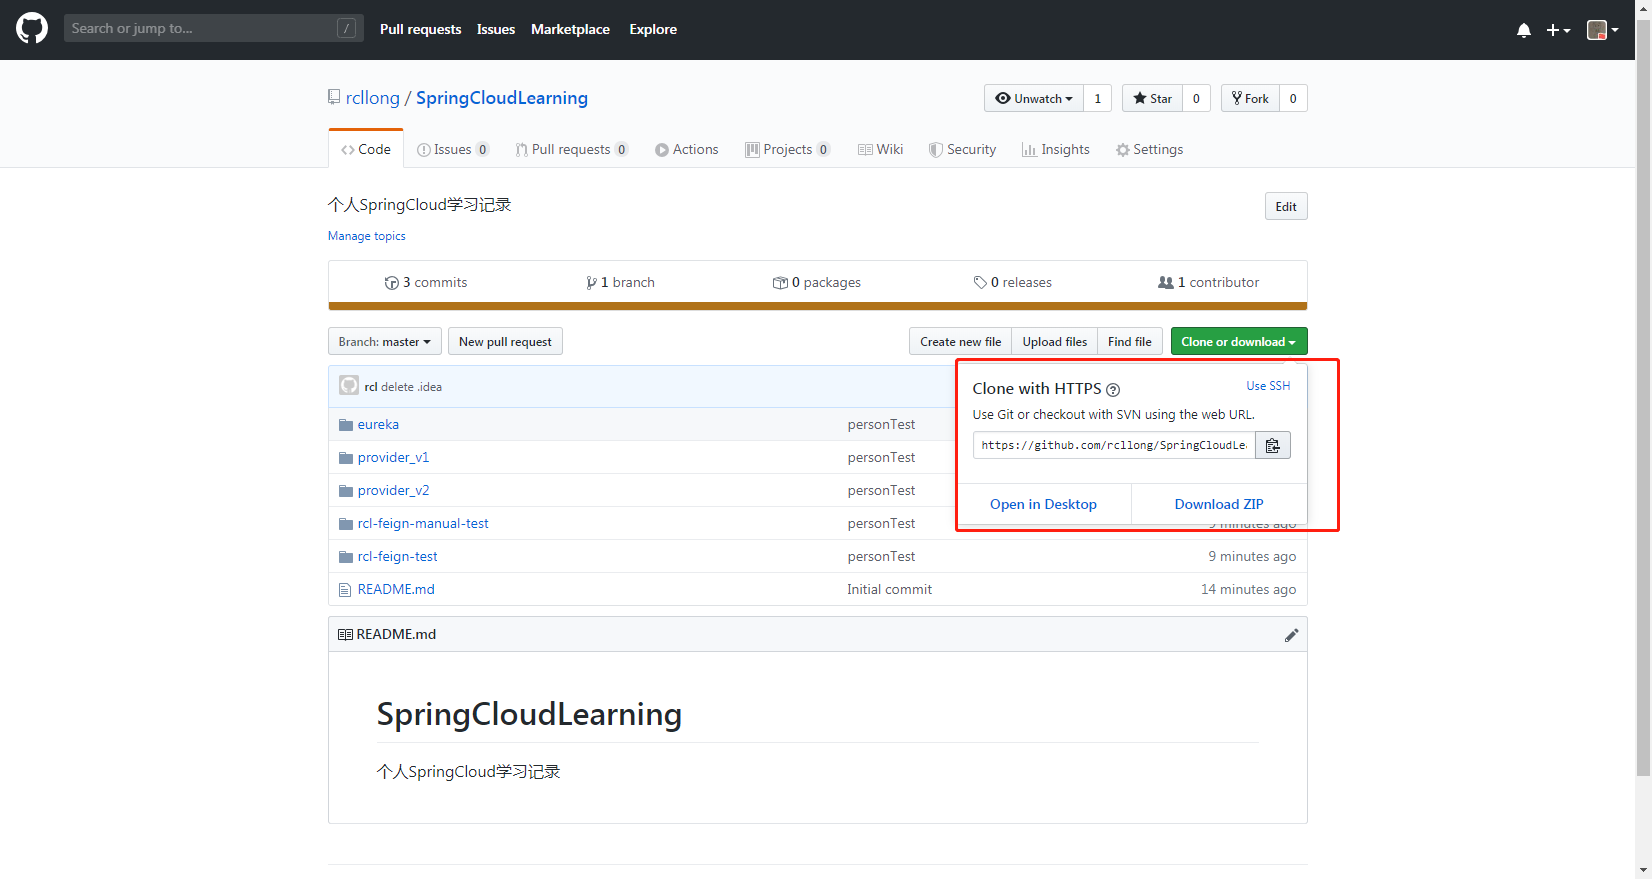 Search or jump to... / Pull requests Issues Marketplace Explore
rcllong / SpringCloudLearning Unwatch 1 Star 0 Fork 0
Code Issues 0 Pull requests 0 Actions Projects 0 Wiki Security Insights Settings
个人SpringCloud学习记录 Edit
Manage topics
3 commits 1 branch 0 packages 0 releases 1 contributor
Branch: master New pull request Create new file Upload files Find file Clone or download
rcl delete .idea
Clone with HTTPS Use SSH
Use Git or checkout with SVN using the web URL.
https://github.com/rcllong/SpringCloudLe
Open in Desktop Download ZIP
eureka personTest
provider_v1 personTest
provider_v2 personTest
rcl-feign-manual-test personTest 9 minutes ago
rcl-feign-test personTest 9 minutes ago
README.md Initial commit 14 minutes ago
README.md
SpringCloudLearning
个人SpringCloud学习记录